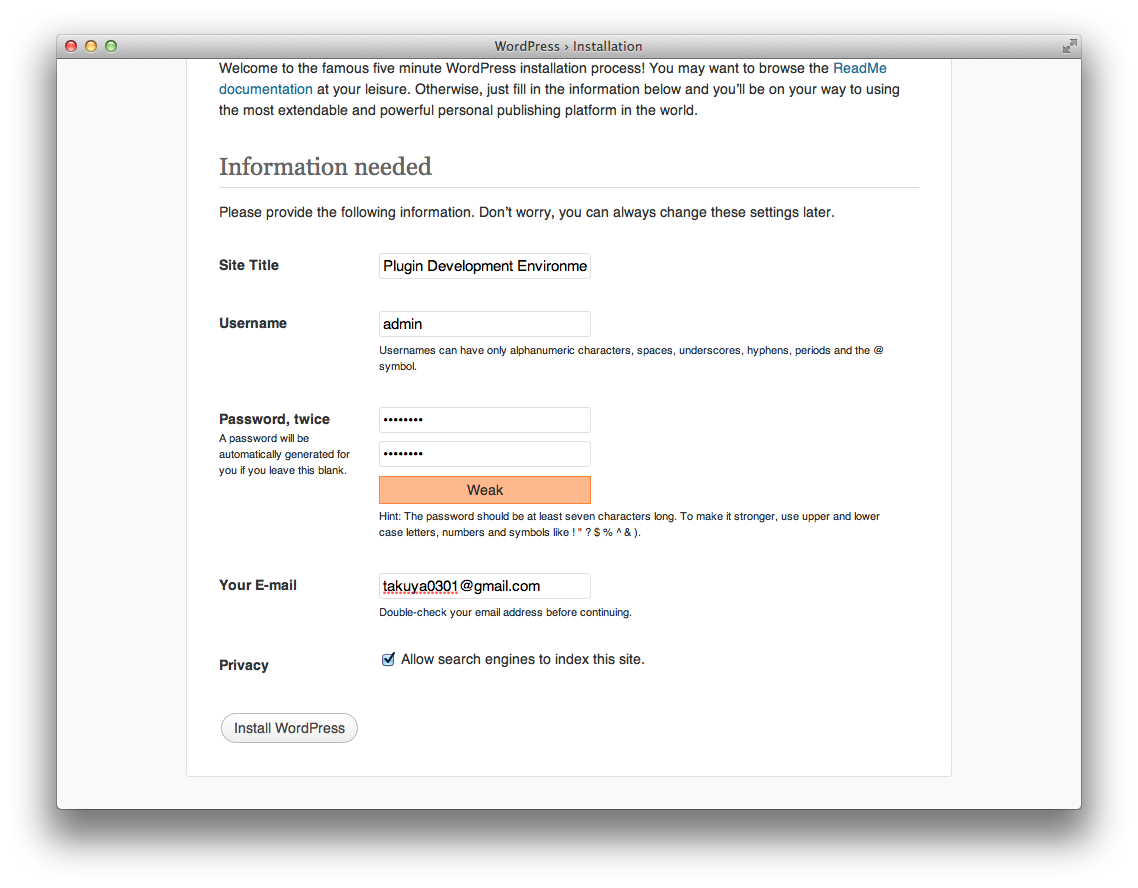 WordPress › Installation
Welcome to the famous five minute WordPress installation process! You may want to browse the ReadMe
documentation at your leisure. Otherwise, just fill in the information below and you’ll be on your way to using
the most extendable and powerful personal publishing platform in the world.
Information needed
Please provide the following information. Don’t worry, you can always change these settings later.
Site Title
Plugin Development Environme
Username
admin
Usernames can have only alphanumeric characters, spaces, underscores, hyphens, periods and the @
symbol.
Password, twice
A password will be
automatically generated for
you if you leave this blank.
••••••••
••••••••
Weak
Hint: The password should be at least seven characters long. To make it stronger, use upper and lower
case letters, numbers and symbols like ! " ? $ % ^ & ).
Your E-mail
takuya0301@gmail.com
Double-check your email address before continuing.
Privacy
Allow search engines to index this site.
Install WordPress